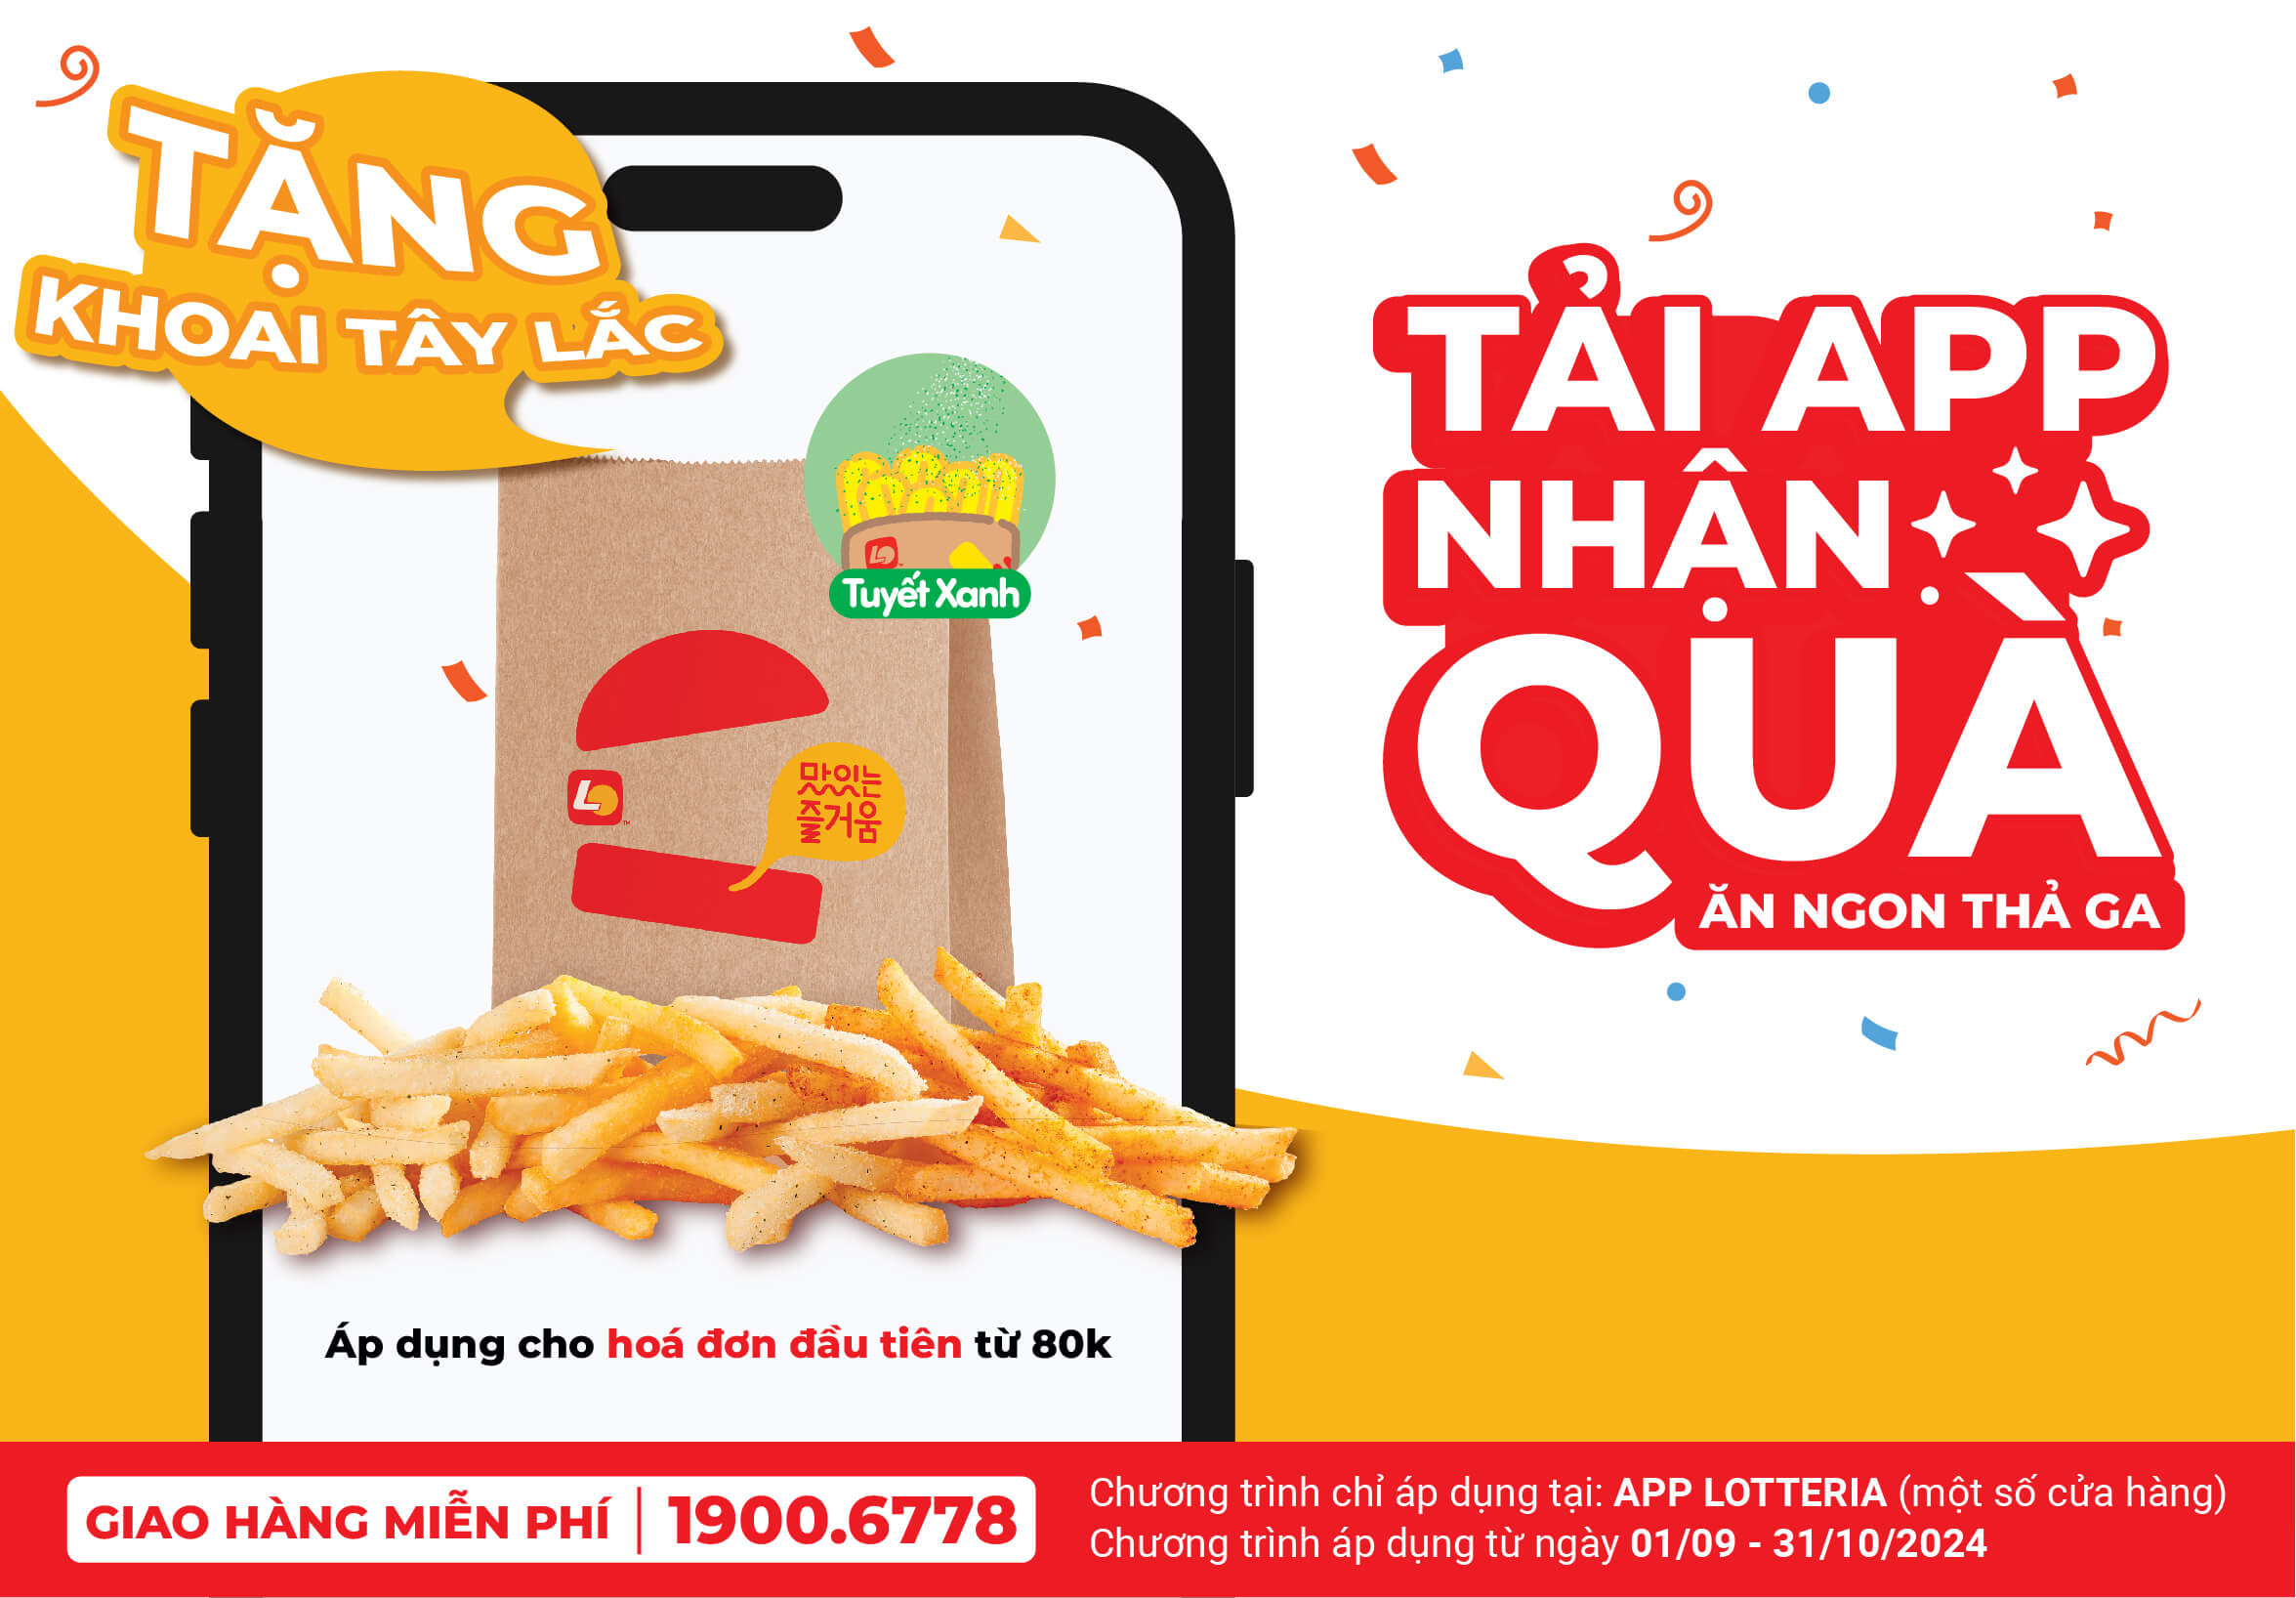 TẶNG
KHOAI TÂY LẮC
Tuyết Xanh
L
맛있는
즐거움
Áp dụng cho hoá đơn đầu tiên từ 80k
TẢI APP
NHẬN
QUÀ
ĂN NGON THẢ GA
GIAO HÀNG MIỄN PHÍ | 1900.6778
Chương trình chỉ áp dụng tại: APP LOTTERIA (một số cửa hàng)
Chương trình áp dụng từ ngày 01/09 - 31/10/2024